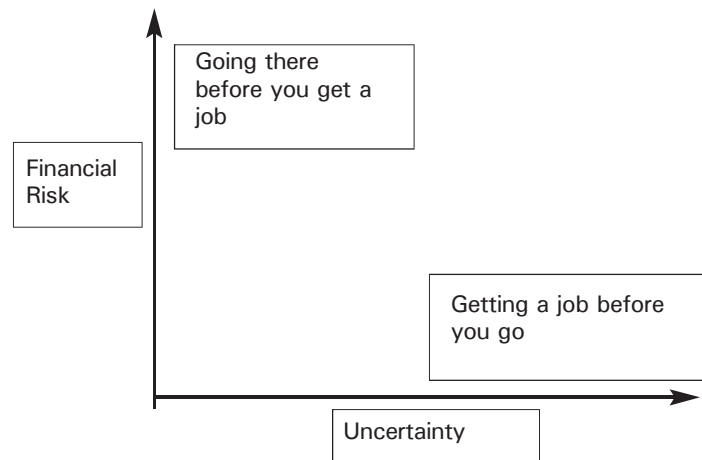 Going there
before you get a
job
Financial
Risk
Getting a job before
you go
Uncertainty